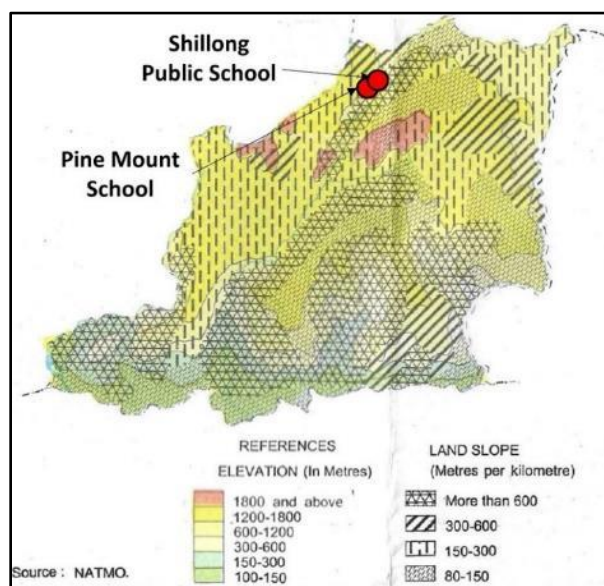 Shillong
Public School
Pine Mount
School
REFERENCES
ELEVATION (In Metres)
1800 and above
1200-1800
600-1200
300-600
150-300
100-150
LAND SLOPE
(Metres per kilometre)
More than 600
300-600
150-300
80-150
Source : NATMO.